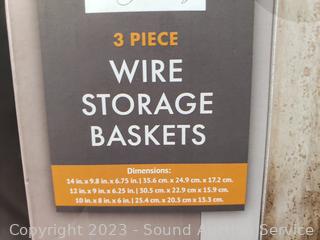 3 PIECE
WIRE
STORAGE
BASKETS
Dimensions:
14 in x 9.8 in x 6.75 in. | 35.6 cm x 24.9 cm x 17.2 cm.
12 in x 9 in x 6.25 in. | 30.5 cm x 22.9 cm x 15.9 cm.
10 in x 8 in x 6 in. | 25.4 cm x 20.5 cm x 15.3 cm.
Copyright 2023 - Sound Auction Service